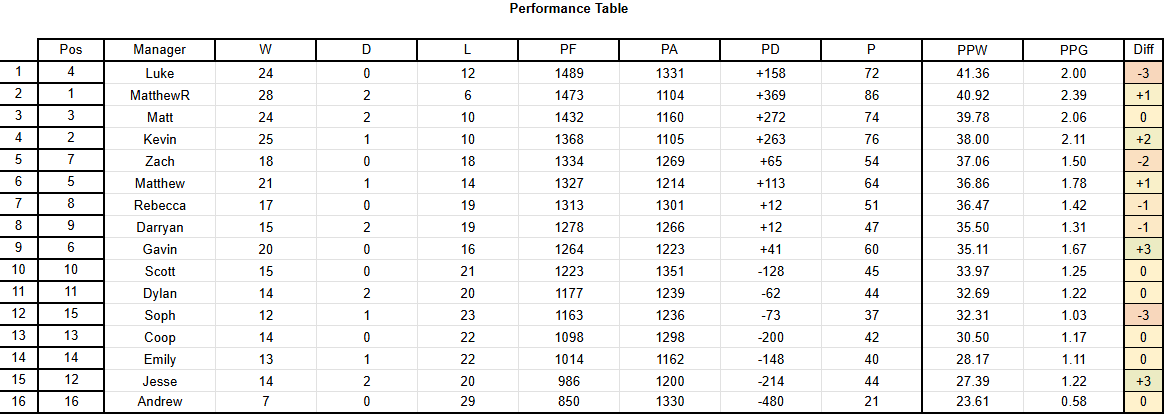 Performance Table
Pos Manager W D L PF PA PD P PPW PPG Diff
1 4 Luke 24 0 12 1489 1331 +158 72 41.36 2.00 -3
2 1 MatthewR 28 2 6 1473 1104 +369 86 40.92 2.39 +1
3 3 Matt 24 2 10 1432 1160 +272 74 39.78 2.06 0
4 2 Kevin 25 1 10 1368 1105 +263 76 38.00 2.11 +2
5 7 Zach 18 0 18 1334 1269 +65 54 37.06 1.50 -2
6 5 Matthew 21 1 14 1327 1214 +113 64 36.86 1.78 +1
7 8 Rebecca 17 0 19 1313 1301 +12 51 36.47 1.42 -1
8 9 Darryan 15 2 19 1278 1266 +12 47 35.50 1.31 -1
9 6 Gavin 20 0 16 1264 1223 +41 60 35.11 1.67 +3
10 10 Scott 15 0 21 1223 1351 -128 45 33.97 1.25 0
11 11 Dylan 14 2 20 1177 1239 -62 44 32.69 1.22 0
12 15 Soph 12 1 23 1163 1236 -73 37 32.31 1.03 -3
13 13 Coop 14 0 22 1098 1298 -200 42 30.50 1.17 0
14 14 Emily 13 1 22 1014 1162 -148 40 28.17 1.11 0
15 12 Jesse 14 2 20 986 1200 -214 44 27.39 1.22 +3
16 16 Andrew 7 0 29 850 1330 -480 21 23.61 0.58 0